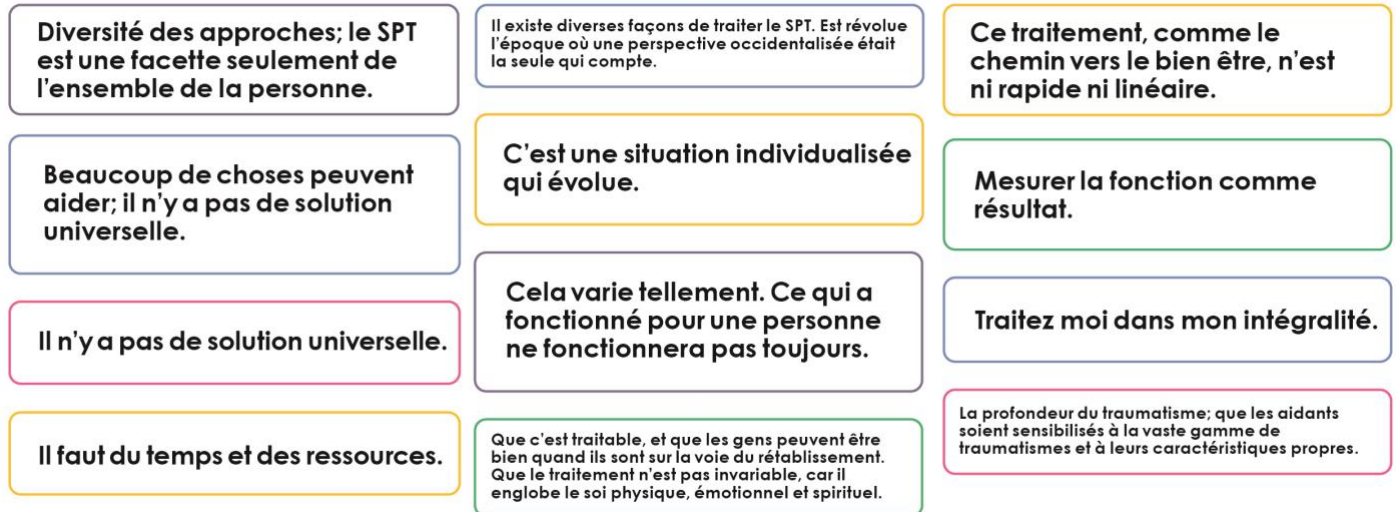 Diversité des approches; le SPT
est une facette seulement de
l'ensemble de la personne.
Beaucoup de choses peuvent
aider; il n'y a pas de solution
universelle.
Il n'y a pas de solution universelle.
Il faut du temps et des ressources.
Il existe diverses façons de traiter le SPT. Est révolue
l'époque où une perspective occidentalisée était
la seule qui compte.
C'est une situation individualisée
qui évolue.
Cela varie tellement. Ce qui a
fonctionné pour une personne
ne fonctionnera pas toujours.
Que c'est traitable, et que les gens peuvent être
bien quand ils sont sur la voie du rétablissement.
Que le traitement n'est pas invariable, car il
englobe le soi physique, émotionnel et spirituel.
Ce traitement, comme le
chemin vers le bien être, n'est
ni rapide ni linéaire.
Mesurer la fonction comme
résultat.
Traitez moi dans mon intégralité.
La profondeur du traumatisme; que les aidants
soient sensibilisés à la vaste gamme de
traumatismes et à leurs caractéristiques propres.